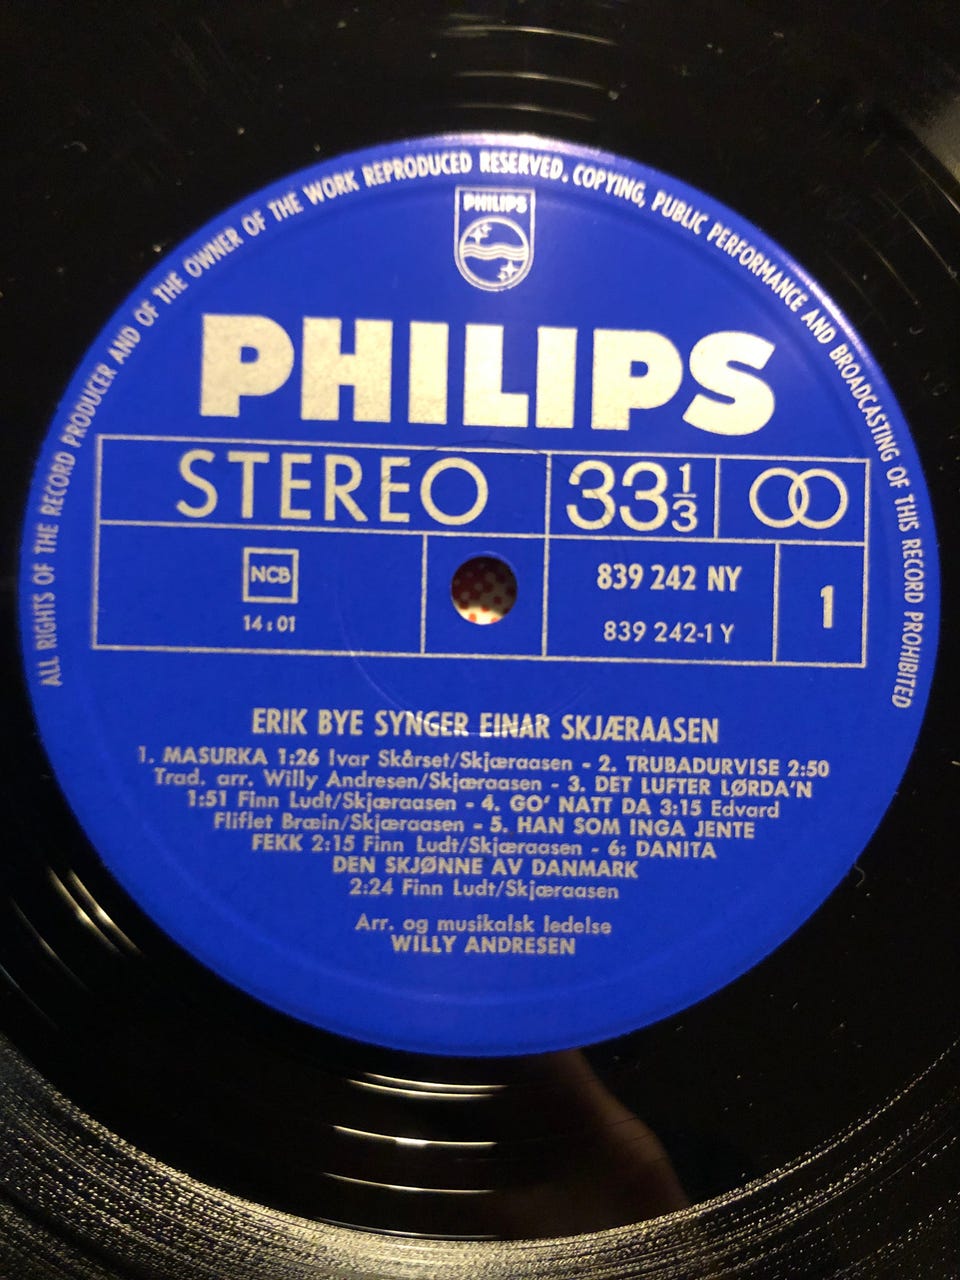 ALL RIGHTS OF THE RECORD PRODUCER AND OF THE OWNER OF THE WORK REPRODUCED RESERVED. COPYING, PUBLIC PERFORMANCE AND BROADCASTING OF THIS RECORD PROHIBITED
PHILIPS
PHILIPS
STEREO 33 1/3
NCB
14:01
839 242 NY
839 242-1 Y
1
ERIK BYE SYNGER EINAR SKJÆRAASEN
1. MASURKA 1:26 Ivar Skårset/Skjæraasen - 2. TRUBADURVISE 2:50
Trad. arr. Willy Andresen/Skjæraasen - 3. DET LUFTER LØRDA'N
1:51 Finn Ludt/Skjæraasen - 4. GO' NATT DA 3:15 Edvard
Fliflet Bræin/Skjæraasen - 5. HAN SOM INGA JENTE
FEKK 2:15 Finn Ludt/Skjæraasen - 6: DANITA
DEN SKJØNNE AV DANMARK
2:24 Finn Ludt/Skjæraasen
Arr. og musikalsk ledelse
WILLY ANDRESEN